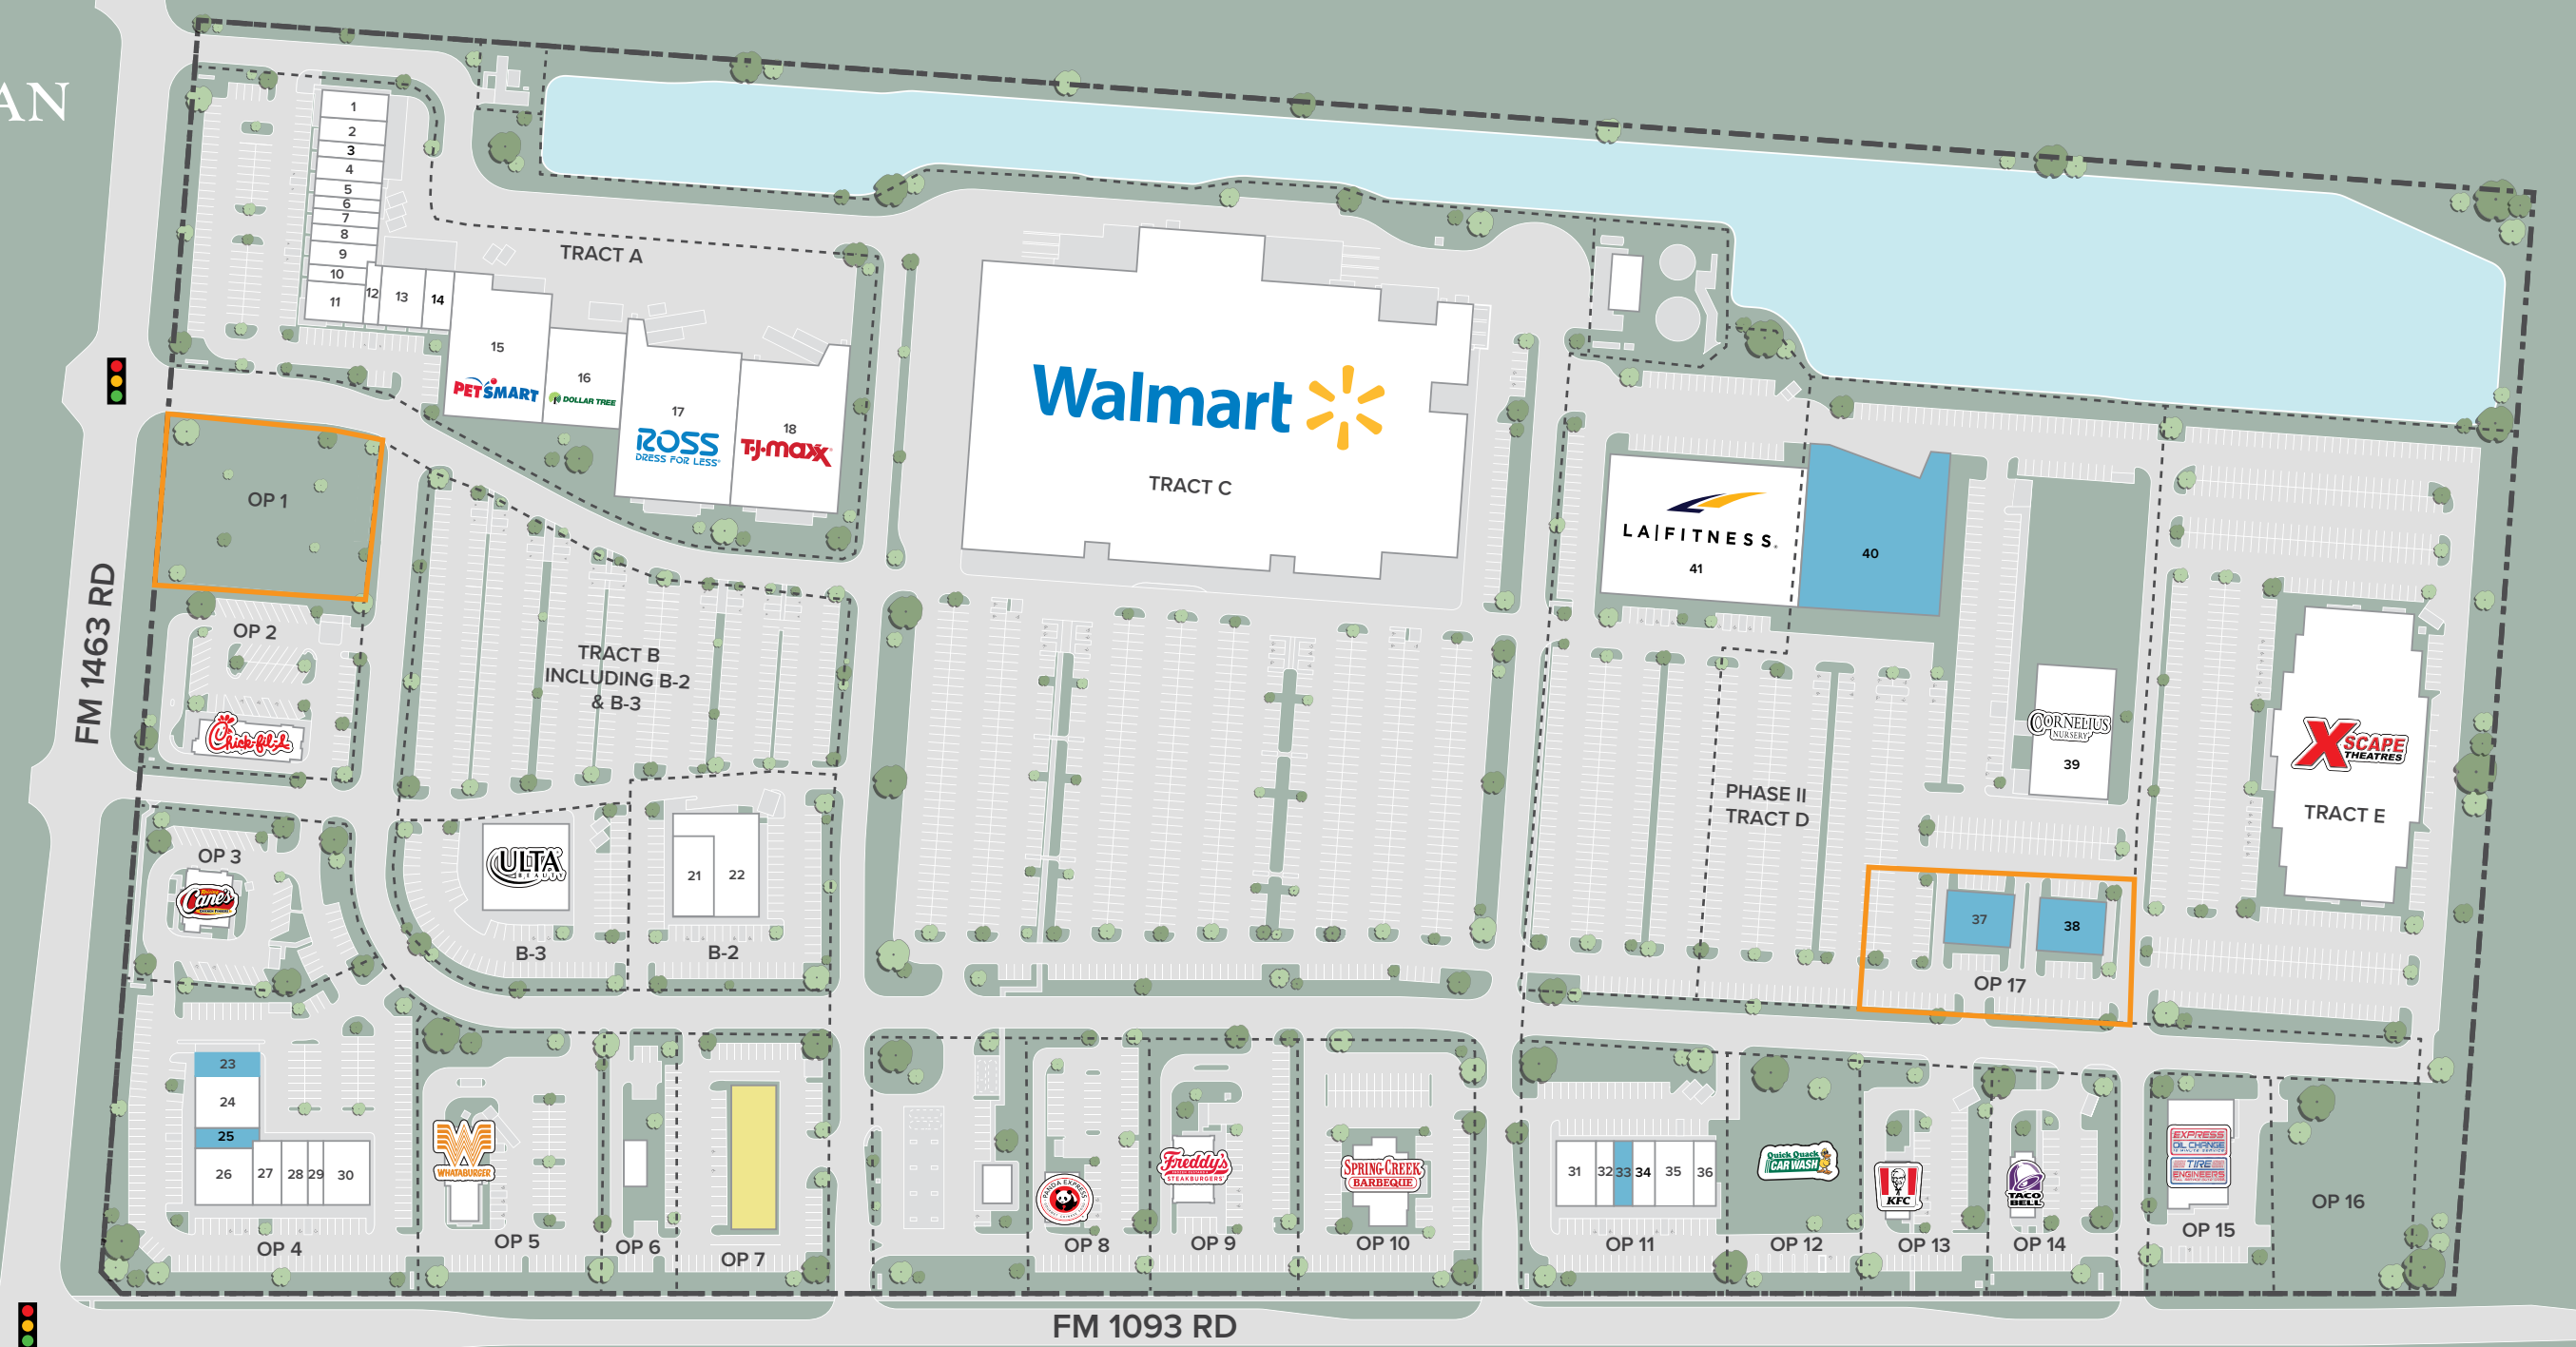 AN
1
2
3
4
5
6
7
8
9
10
11
12
13
14
TRACT A
15
PETSMART
16
DOLLAR TREE
17
ROSS
DRESS FOR LESS
18
T·J·maxx
Walmart
TRACT C
LA|FITNESS.
41
40
OP 1
FM 1463 RD
OP 2
Chick-fil-A
TRACT B
INCLUDING B-2
& B-3
CORNELIUS
NURSERY
39
XSCAPE
THEATRES
TRACT E
PHASE II
TRACT D
OP 3
Raising
Cane's
ULTA
BEAUTY
B-3
21
22
B-2
37
38
OP 17
23
24
25
26
27
28
29
30
OP 4
WHATABURGER
OP 5
OP 6
OP 7
PANDA EXPRESS
OP 8
Freddy's
STEAKBURGERS
OP 9
SPRING CREEK
BARBEQUE
OP 10
31
32
33
34
35
36
OP 11
Quick Quack
CAR WASH
OP 12
KFC
OP 13
TACO
BELL
OP 14
EXPRESS
OIL CHANGE
TIRE
ENGINEERS
OP 15
OP 16
FM 1093 RD